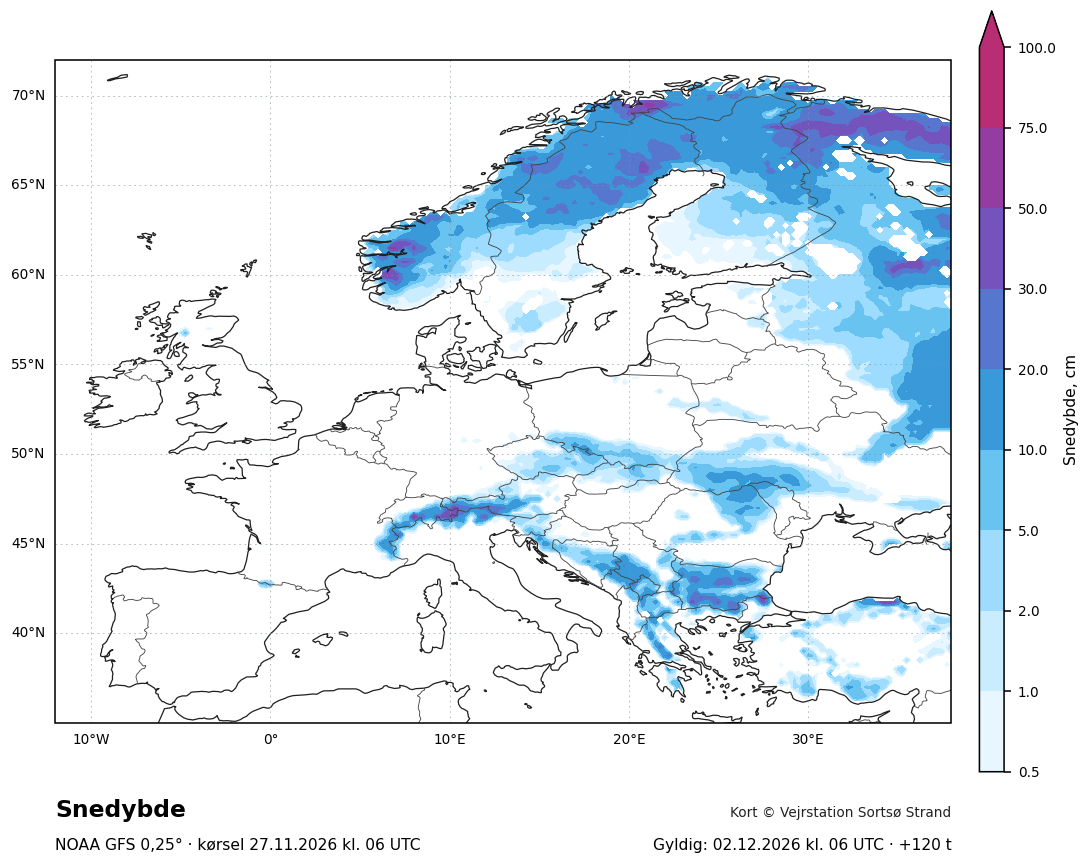 100.0
75.0
50.0
30.0
20.0
10.0
5.0
2.0
1.0
0.5
Snedybde, cm
70°N
65°N
60°N
55°N
50°N
45°N
40°N
10°W 0° 10°E 20°E 30°E
Snedybde
Kort © Vejrstation Sortsø Strand
NOAA GFS 0,25° · kørsel 27.11.2026 kl. 06 UTC
Gyldig: 02.12.2026 kl. 06 UTC · +120 t